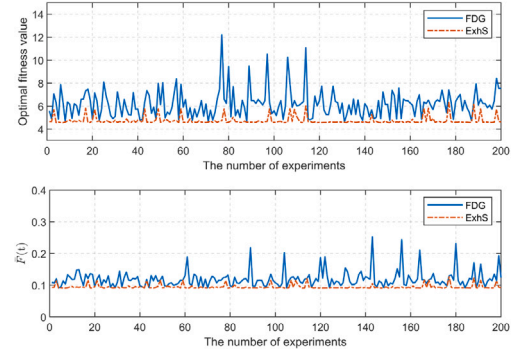 14
12
10
8
6
4
Optimal fitness value
FDG
ExhS
0 20 40 60 80 100 120 140 160 180 200
The number of experiments
0.4
0.3
0.2
0.1
0
F̄(t)
FDG
ExhS
0 20 40 60 80 100 120 140 160 180 200
The number of experiments